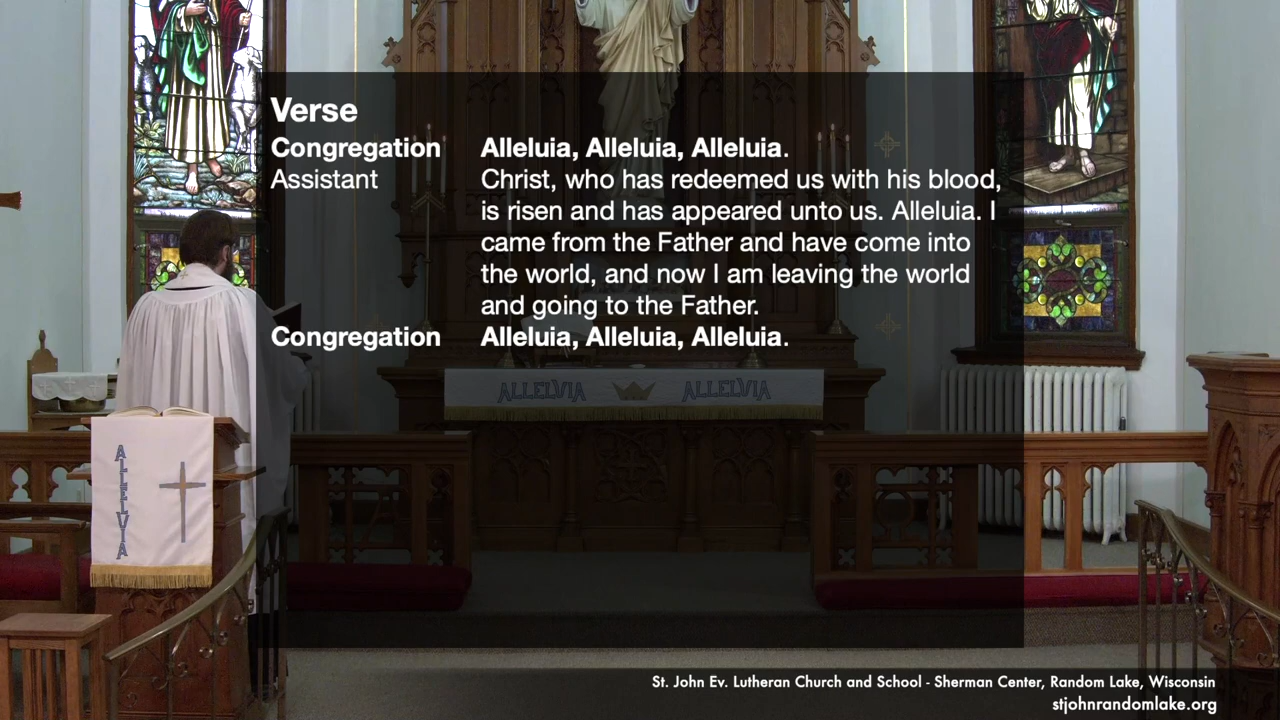 Verse
Congregation Alleluia, Alleluia, Alleluia.
Assistant Christ, who has redeemed us with his blood,
is risen and has appeared unto us. Alleluia. I
came from the Father and have come into
the world, and now I am leaving the world
and going to the Father.
Congregation Alleluia, Alleluia, Alleluia.
ALLELVIA ALLELVIA
ALLELVIA
St. John Ev. Lutheran Church and School - Sherman Center, Random Lake, Wisconsin
stjohnrandomlake.org